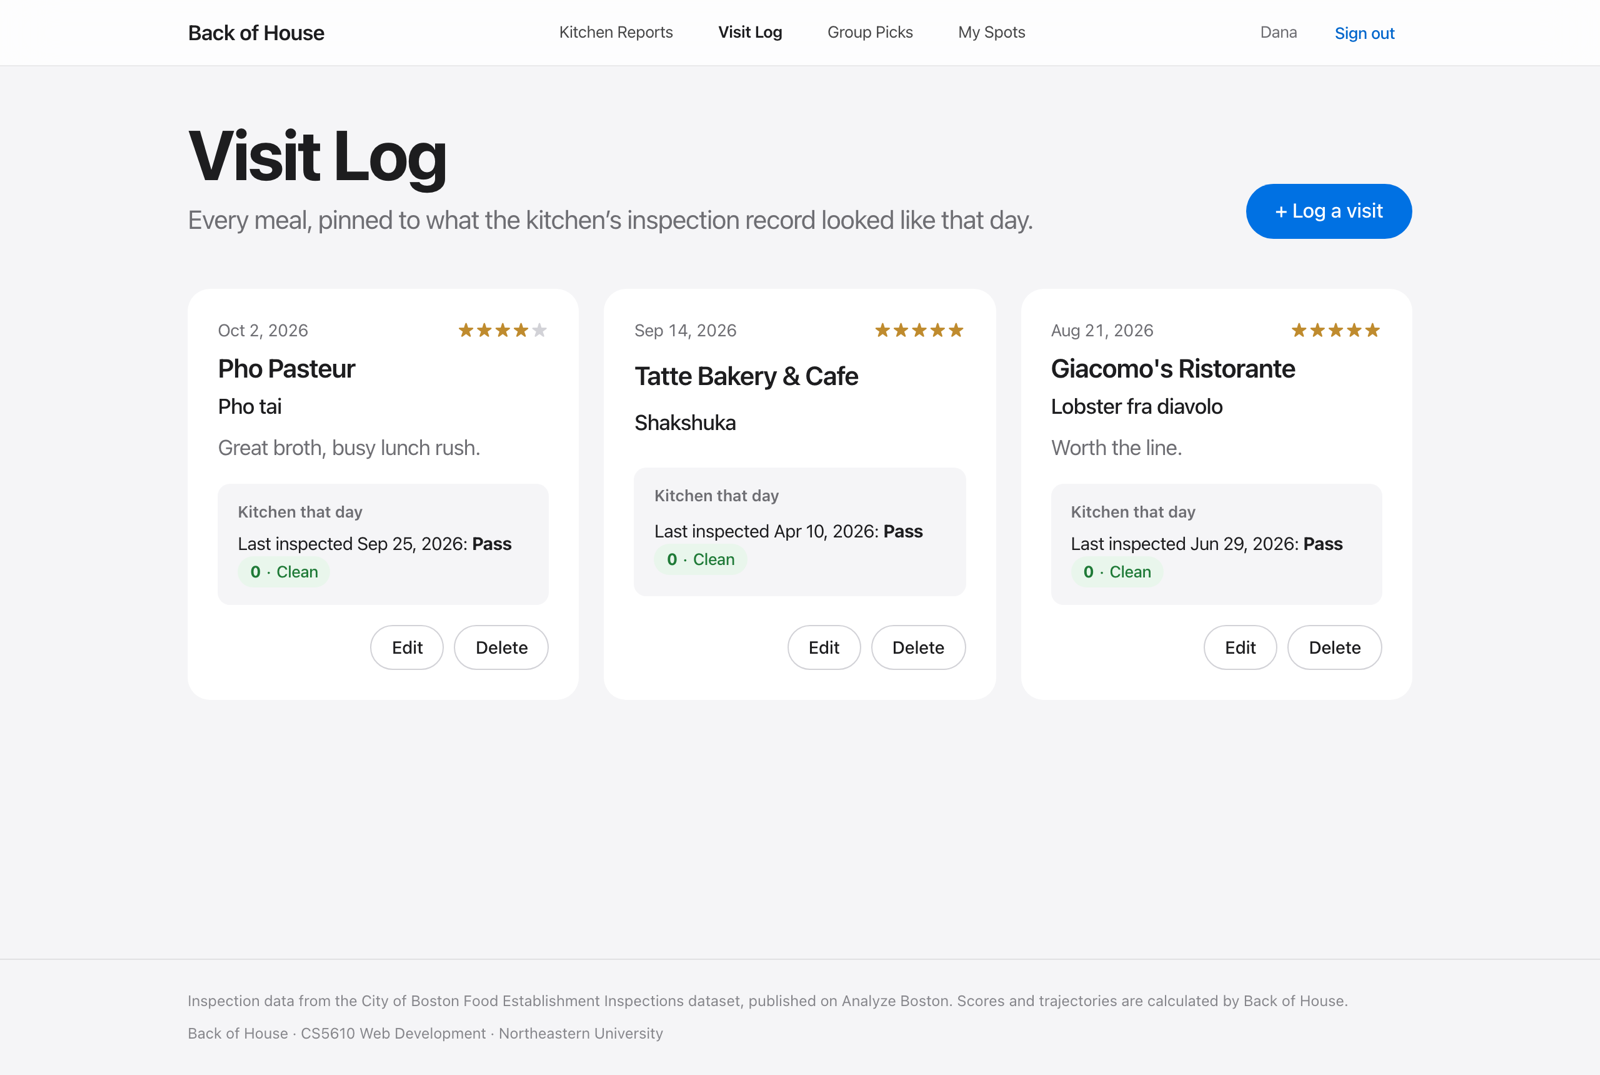 Back of House
Kitchen Reports
Visit Log
Group Picks
My Spots
Dana
Sign out
Visit Log
Every meal, pinned to what the kitchen’s inspection record looked like that day.
+ Log a visit
Oct 2, 2026
Pho Pasteur
Pho tai
Great broth, busy lunch rush.
Kitchen that day
Last inspected Sep 25, 2026: Pass
0 · Clean
Edit
Delete
Sep 14, 2026
Tatte Bakery & Cafe
Shakshuka
Kitchen that day
Last inspected Apr 10, 2026: Pass
0 · Clean
Edit
Delete
Aug 21, 2026
Giacomo's Ristorante
Lobster fra diavolo
Worth the line.
Kitchen that day
Last inspected Jun 29, 2026: Pass
0 · Clean
Edit
Delete
Inspection data from the City of Boston Food Establishment Inspections dataset, published on Analyze Boston. Scores and trajectories are calculated by Back of House.
Back of House · CS5610 Web Development · Northeastern University